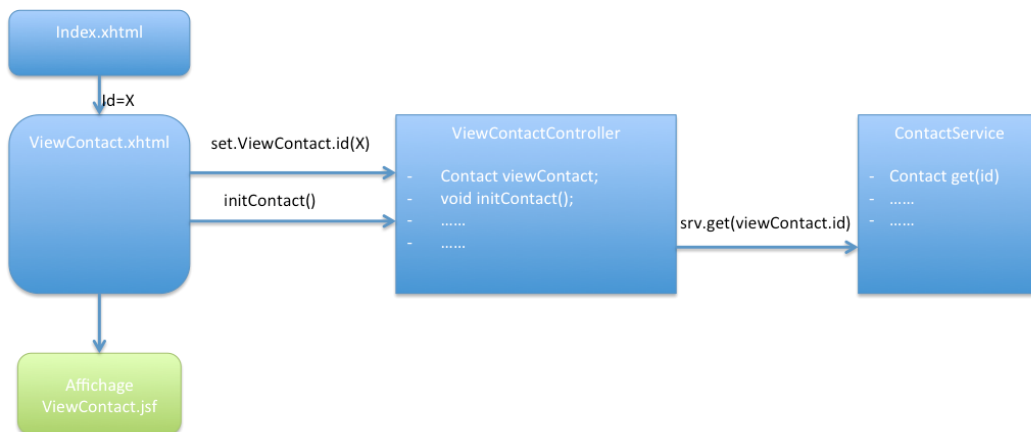 Index.xhtml
Id=X
ViewContact.xhtml
set.ViewContact.id(X)
initContact()
ViewContactController
- Contact viewContact;
- void initContact();
- ......
- ......
srv.get(viewContact.id)
ContactService
- Contact get(id)
- ......
- ......
Affichage
ViewContact.jsf